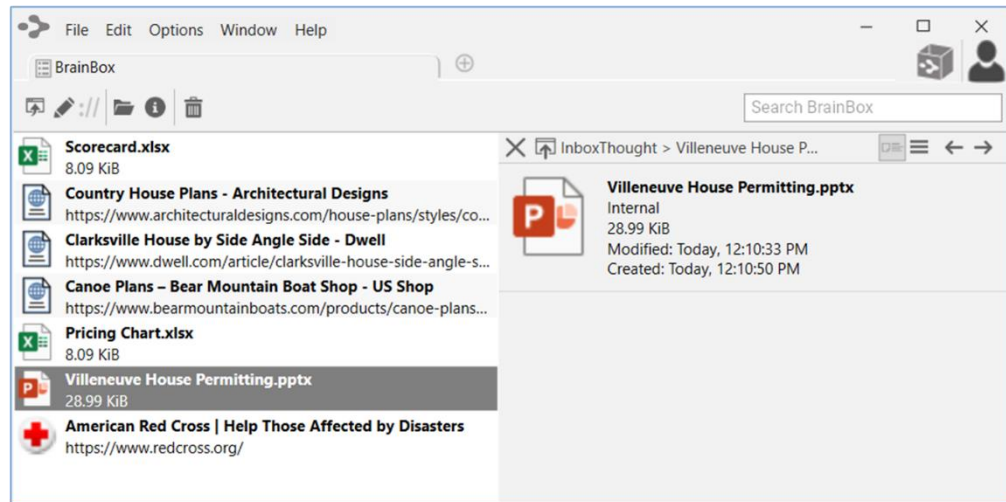 File Edit Options Window Help
BrainBox
://
Search BrainBox
Scorecard.xlsx
8.09 KiB
Country House Plans - Architectural Designs
https://www.architecturaldesigns.com/house-plans/styles/co...
Clarksville House by Side Angle Side - Dwell
https://www.dwell.com/article/clarksville-house-side-angle-s...
Canoe Plans – Bear Mountain Boat Shop - US Shop
https://www.bearmountainboats.com/products/canoe-plans...
Pricing Chart.xlsx
8.09 KiB
Villeneuve House Permitting.pptx
28.99 KiB
American Red Cross | Help Those Affected by Disasters
https://www.redcross.org/
InboxThought > Villeneuve House P...
Villeneuve House Permitting.pptx
Internal
28.99 KiB
Modified: Today, 12:10:33 PM
Created: Today, 12:10:50 PM